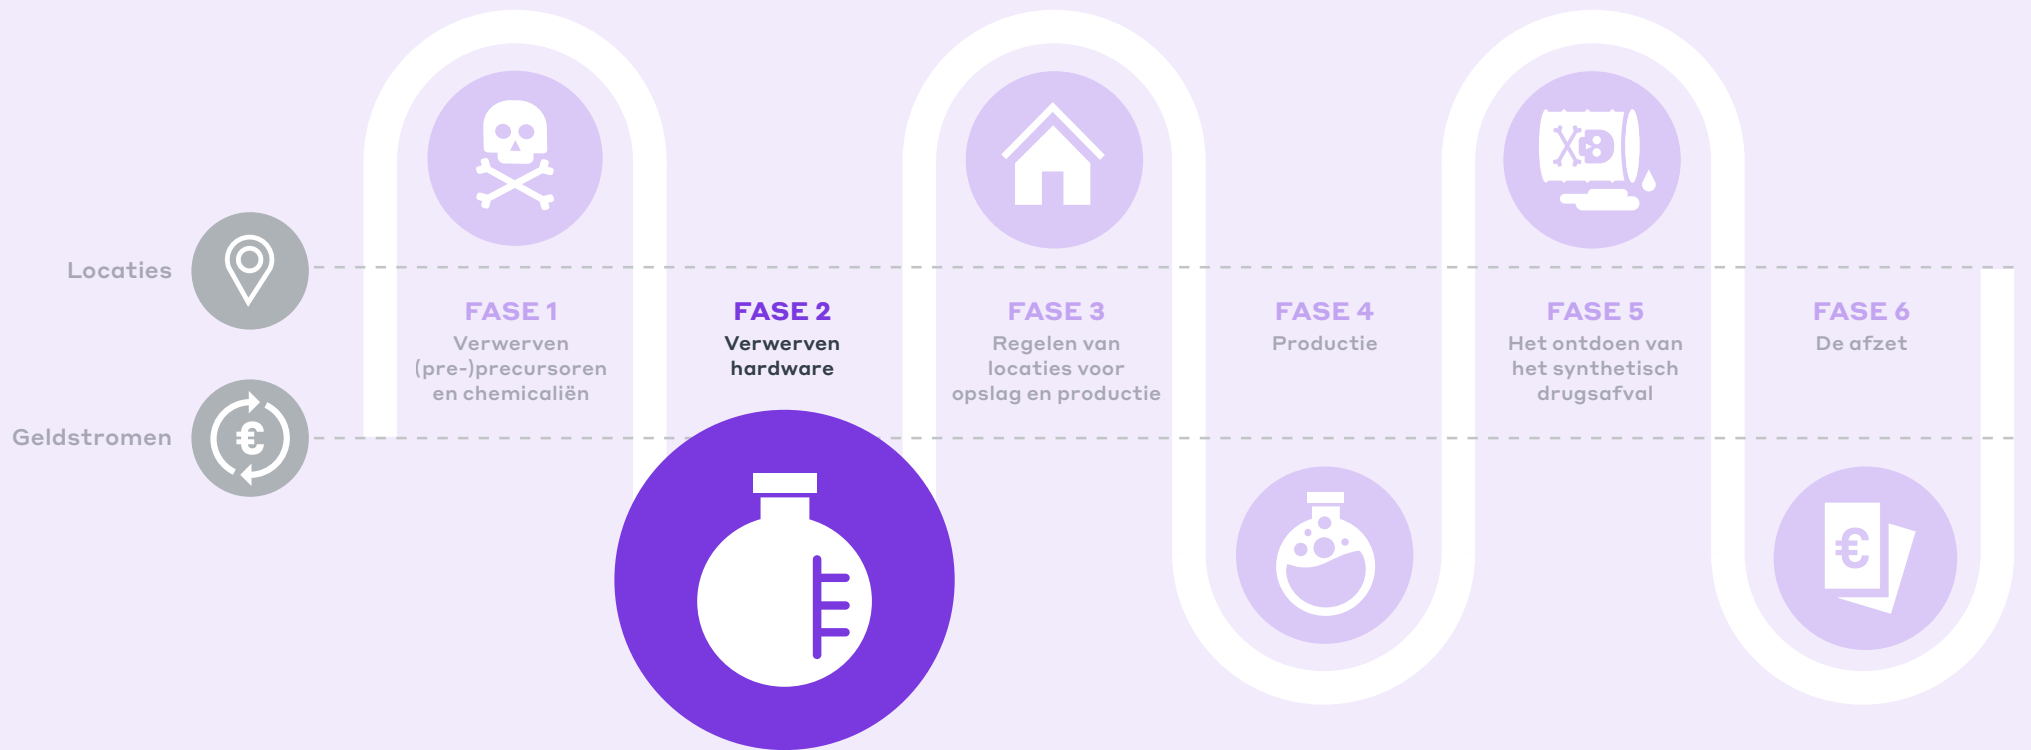 Locaties
Geldstromen
FASE 1
Verwerven
(pre-)precursoren
en chemicaliën
FASE 2
Verwerven
hardware
FASE 3
Regelen van
locaties voor
opslag en productie
FASE 4
Productie
FASE 5
Het ontdoen van
het synthetisch
drugsafval
FASE 6
De afzet